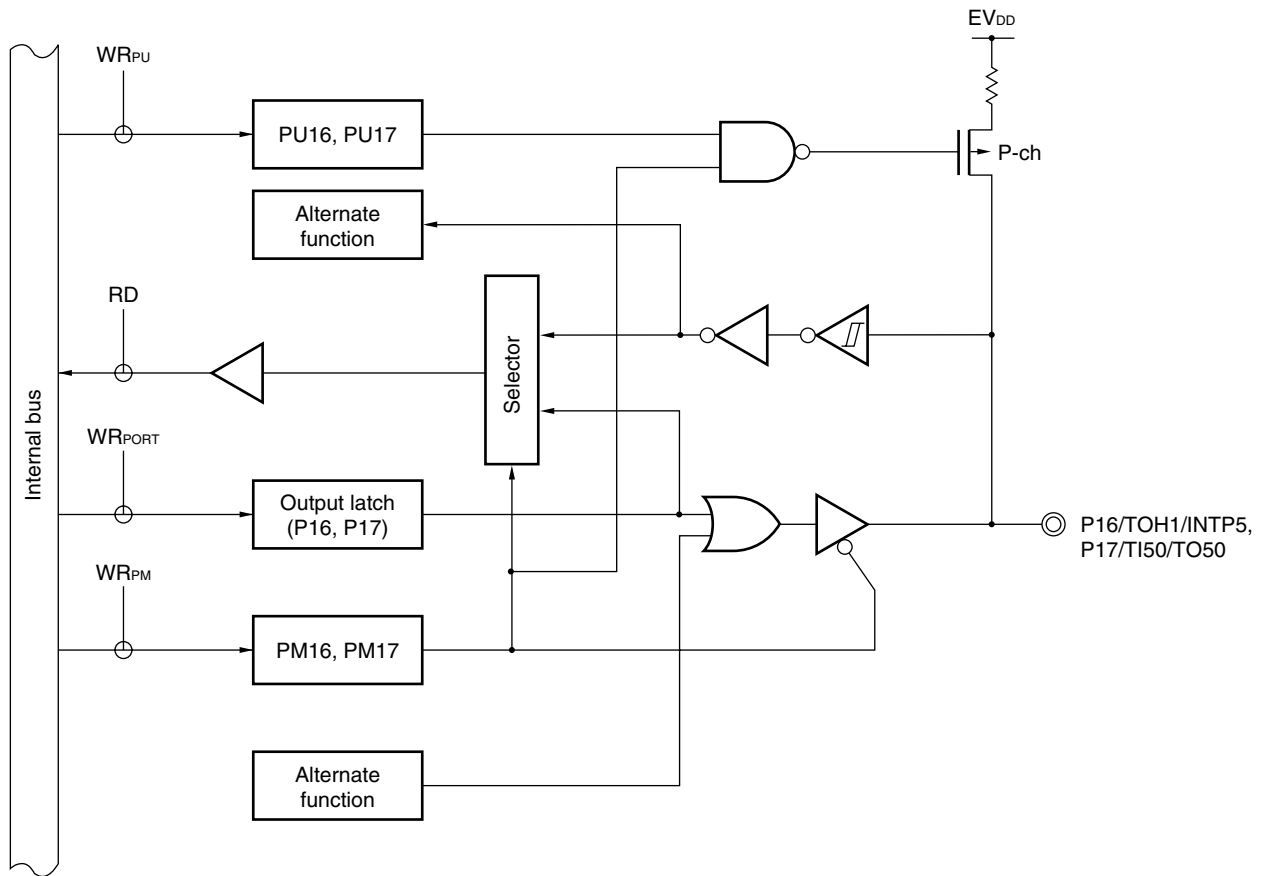 EVDD
WRPU
PU16, PU17
P-ch
Alternate
function
RD
Selector
Internal bus
WRPORT
Output latch
(P16, P17)
P16/TOH1/INTP5,
P17/TI50/TO50
WRPM
PM16, PM17
Alternate
function